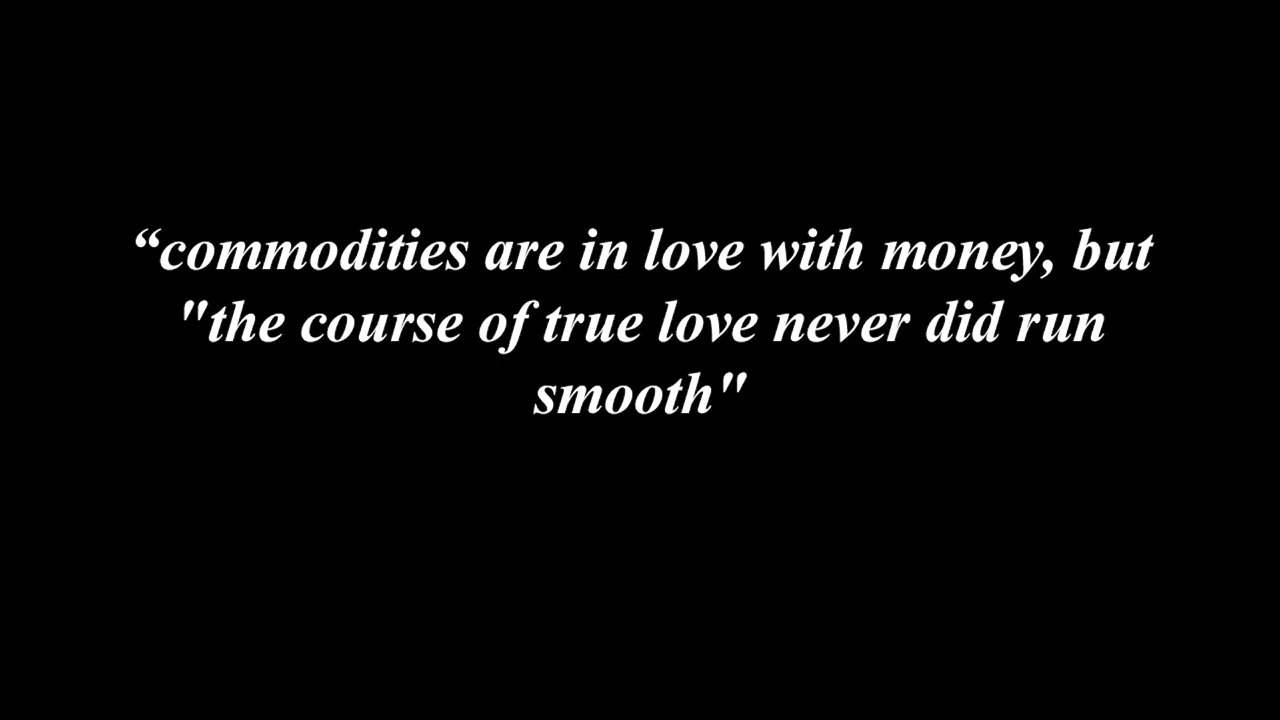 “commodities are in love with money, but
"the course of true love never did run
smooth"